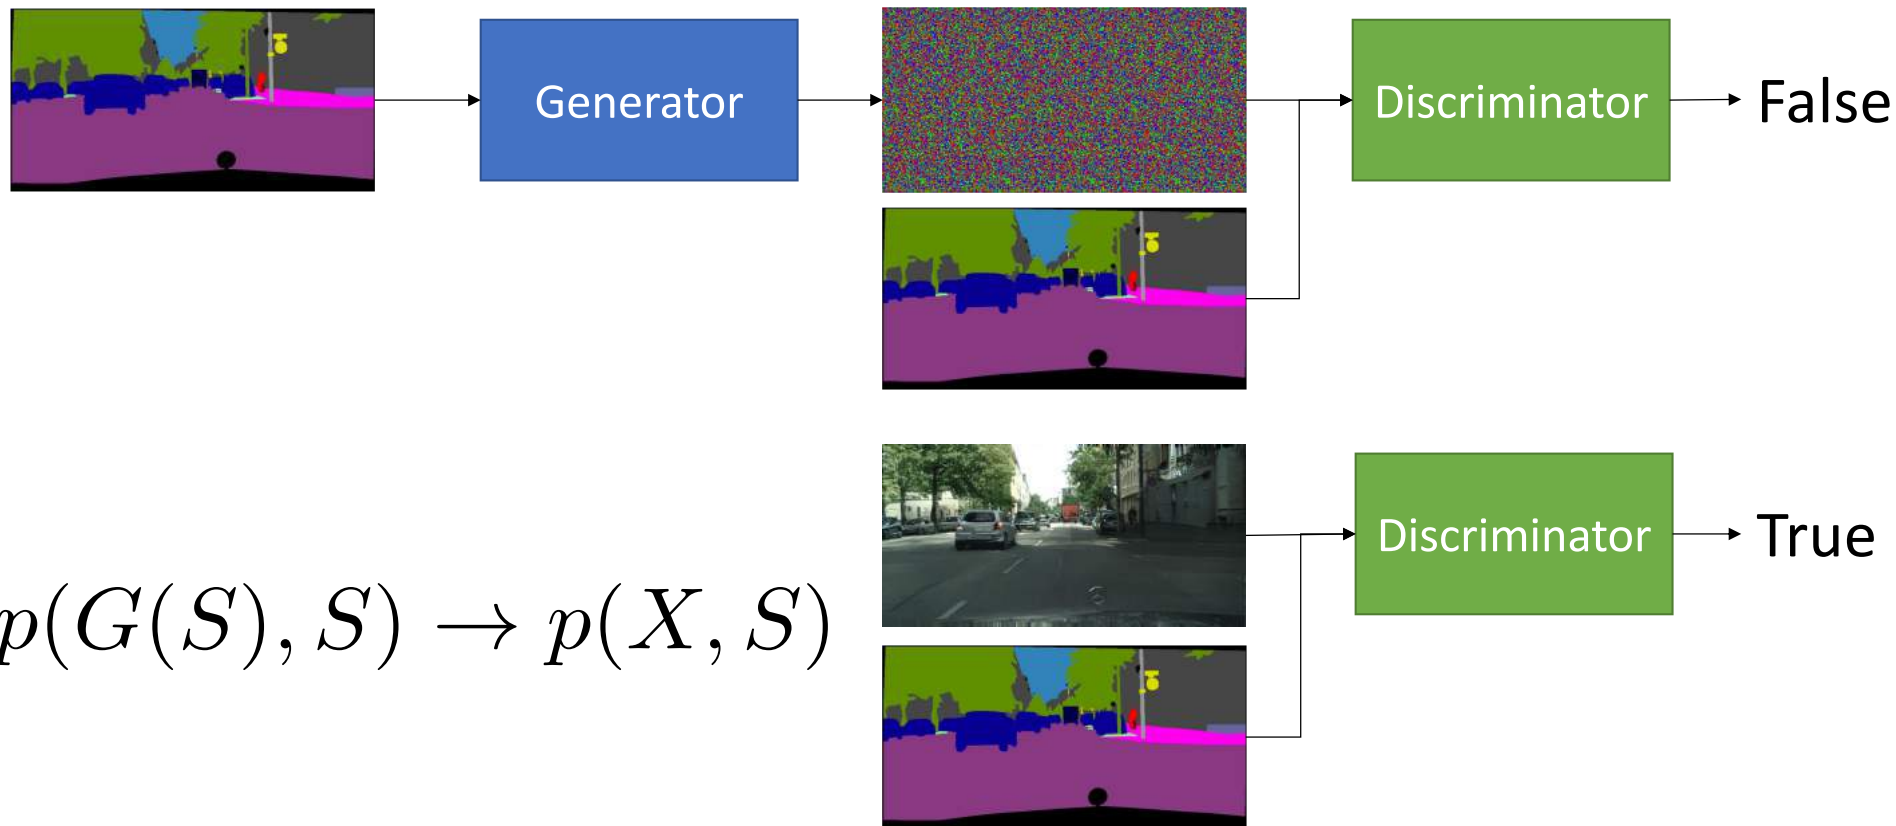 Generator
Discriminator
False
Discriminator
True
p(G(S), S) → p(X, S)